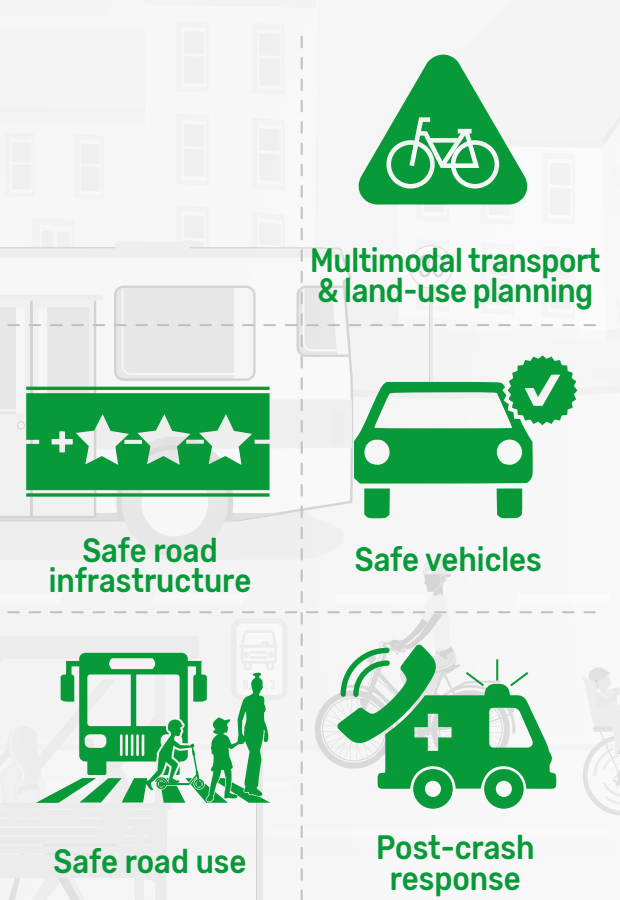 Multimodal transport
& land-use planning
Safe road
infrastructure
Safe vehicles
Safe road use
Post-crash
response